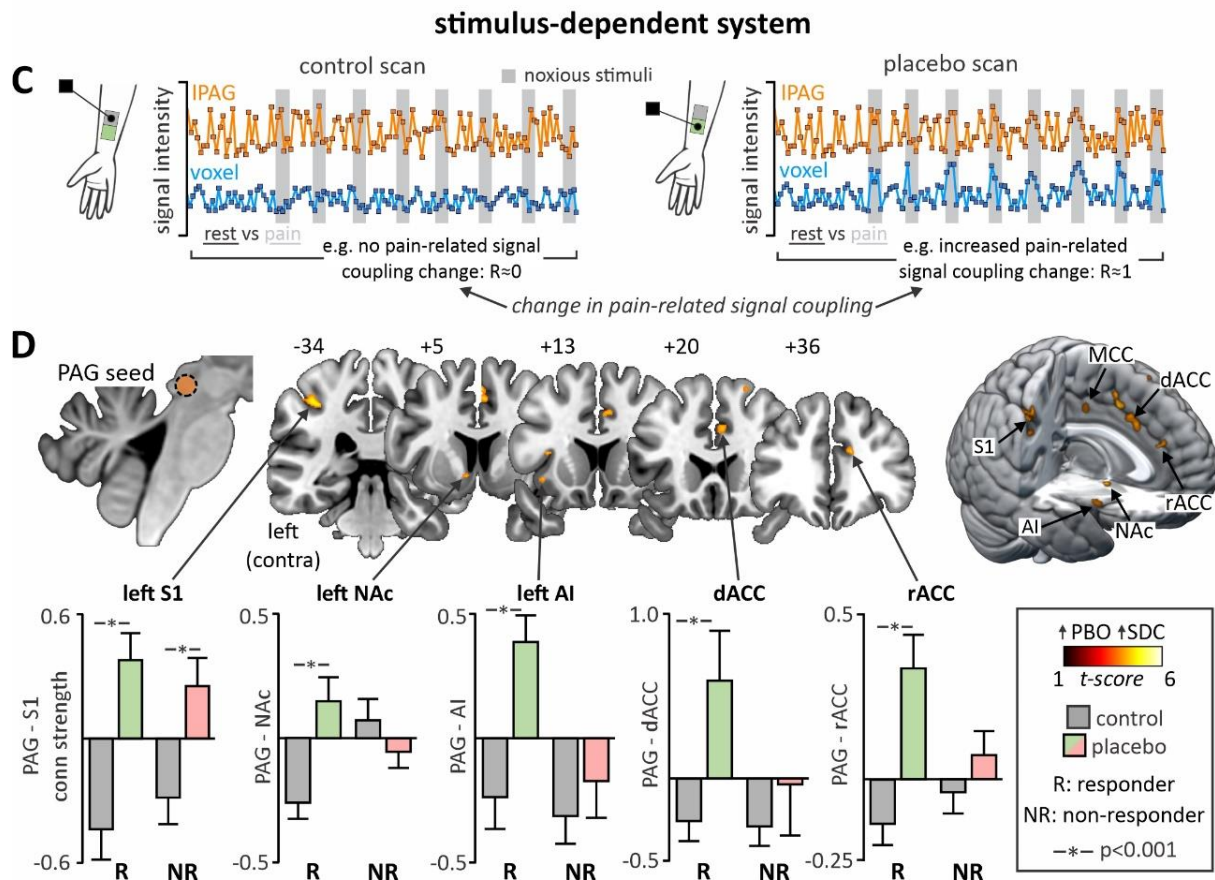 stimulus-dependent system
C
control scan
noxious stimuli
placebo scan
signal intensity
lPAG
voxel
rest vs pain
e.g. no pain-related signal
coupling change: R≈0
signal intensity
lPAG
voxel
rest vs pain
e.g. increased pain-related
signal coupling change: R≈1
change in pain-related signal coupling
D
PAG seed
-34
+5
+13
+20
+36
left
(contra)
MCC
dACC
S1
rACC
AI
NAc
left S1
0.6
PAG - S1
conn strength
-0.6
—*—
—*—
R
NR
left NAc
0.5
PAG - NAc
-0.5
—*—
R
NR
left AI
0.5
PAG - AI
-0.5
—*—
R
NR
dACC
1.0
PAG - dACC
-0.5
—*—
R
NR
rACC
0.5
PAG - rACC
-0.25
—*—
R
NR
↑PBO ↑SDC
1 t-score 6
control
placebo
R: responder
NR: non-responder
—*— p<0.001